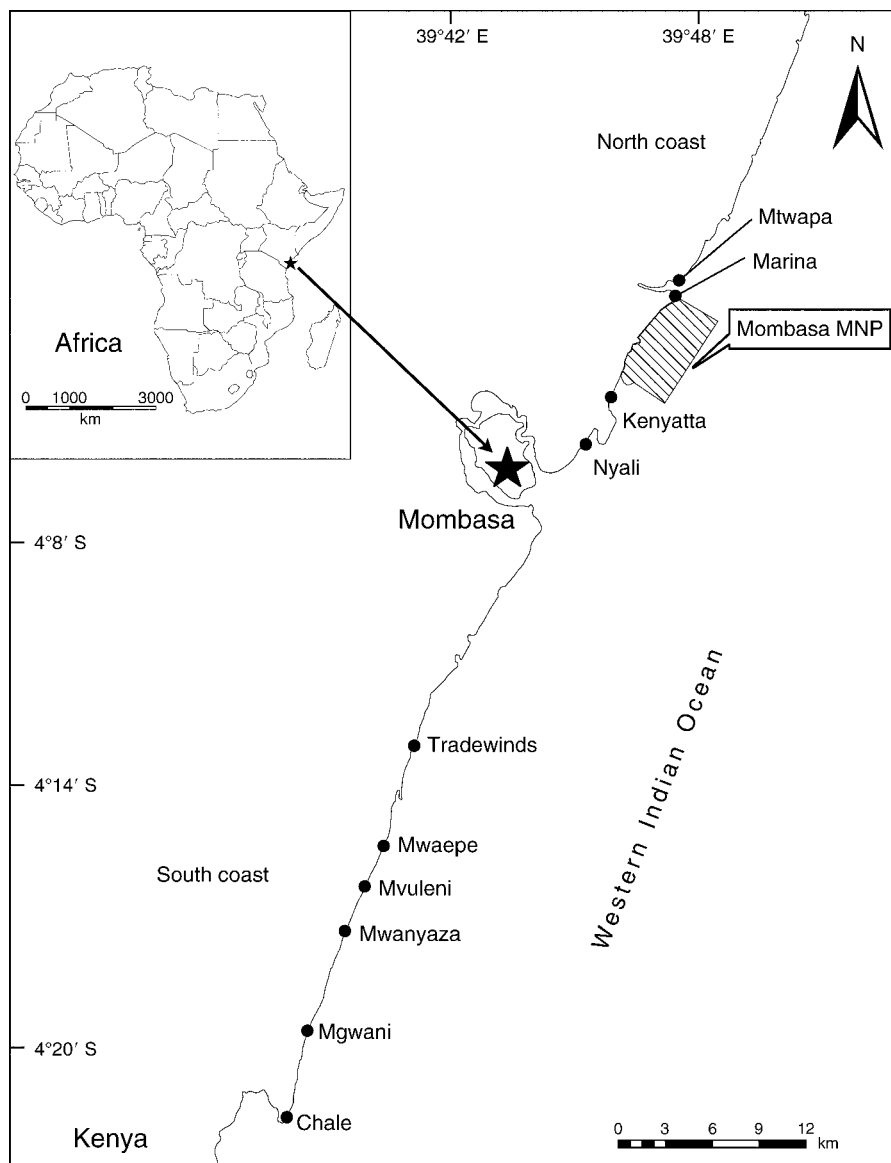 39°42′ E
39°48′ E
N
North coast
Mtwapa
Marina
Mombasa MNP
Africa
0 1000 3000
km
Kenyatta
Nyali
Mombasa
4°8′ S
Western Indian Ocean
Tradewinds
4°14′ S
Mwaepe
South coast
Mvuleni
Mwanyaza
Mgwani
4°20′ S
Chale
Kenya
0 3 6 9 12
km